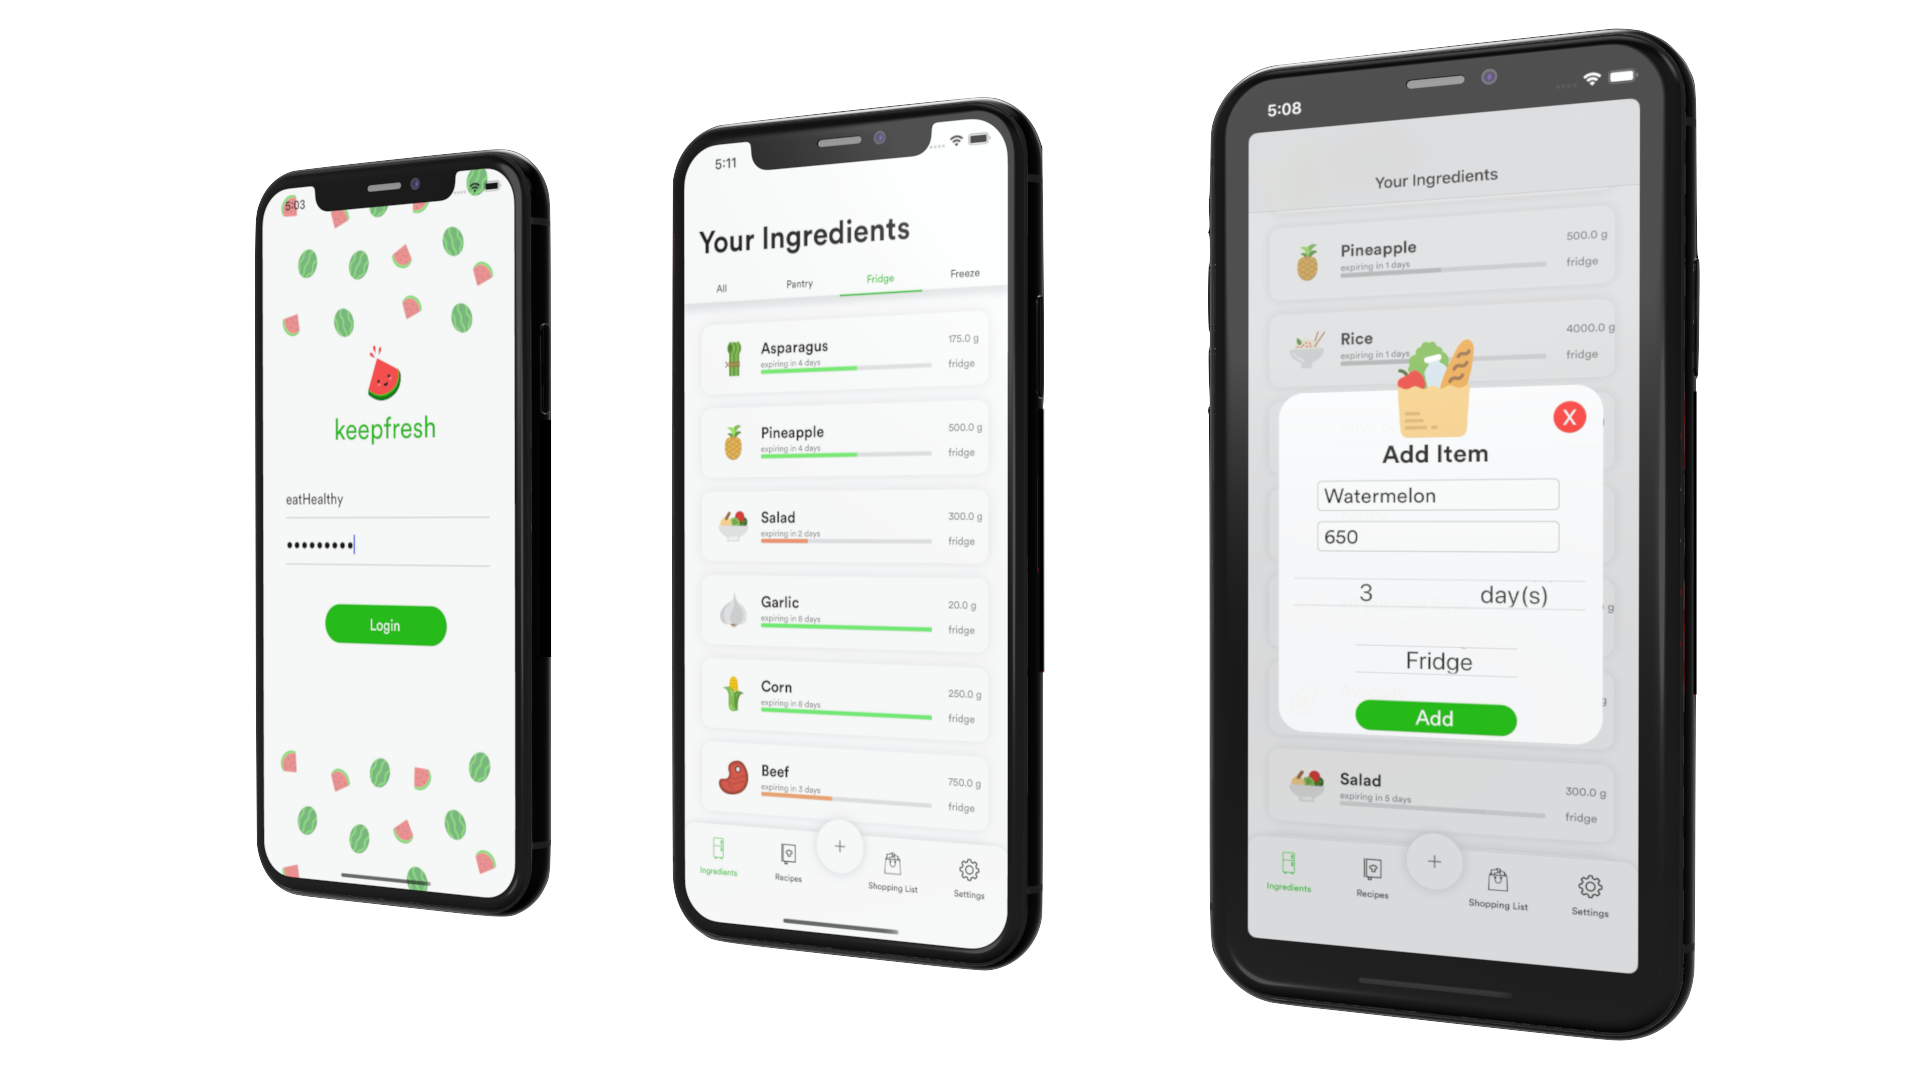 5:03
keepfresh
eatHealthy
•••••••••
Login
5:11
Your Ingredients
All Pantry Fridge Freeze
Asparagus 175.0 g
expiring in 4 days fridge
Pineapple 500.0 g
expiring in 4 days fridge
Salad 300.0 g
expiring in 2 days fridge
Garlic 20.0 g
expiring in 8 days fridge
Corn 250.0 g
expiring in 8 days fridge
Beef 750.0 g
expiring in 3 days fridge
+
Ingredients Recipes Shopping List Settings
5:08
Your Ingredients
Pineapple 500.0 g
expiring in 1 days fridge
Rice 4000.0 g
expiring in 1 days fridge
X
Add Item
Watermelon
650
3 day(s)
g
Fridge
Add
Salad 300.0 g
expiring in 5 days fridge
+
Ingredients Recipes Shopping List Settings